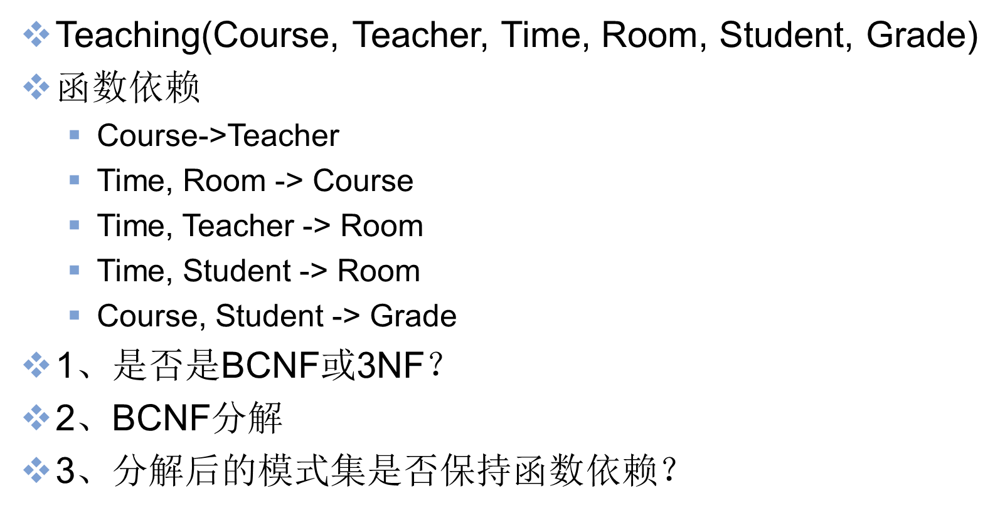 Teaching(Course, Teacher, Time, Room, Student, Grade)
函数依赖
Course->Teacher
Time, Room -> Course
Time, Teacher -> Room
Time, Student -> Room
Course, Student -> Grade
1、是否是BCNF或3NF？
2、BCNF分解
3、分解后的模式集是否保持函数依赖？